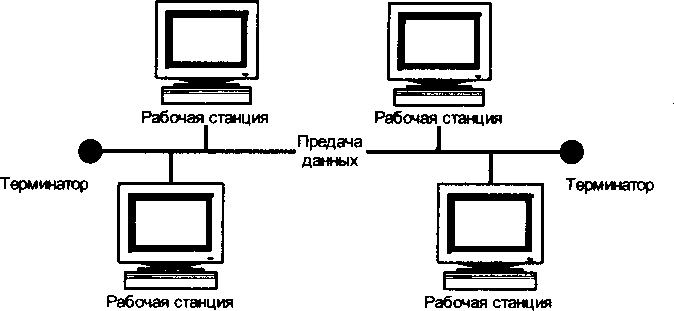 Рабочая станция
Рабочая станция
Предача
данных
Терминатор
Терминатор
Рабочая станция
Рабочая станция